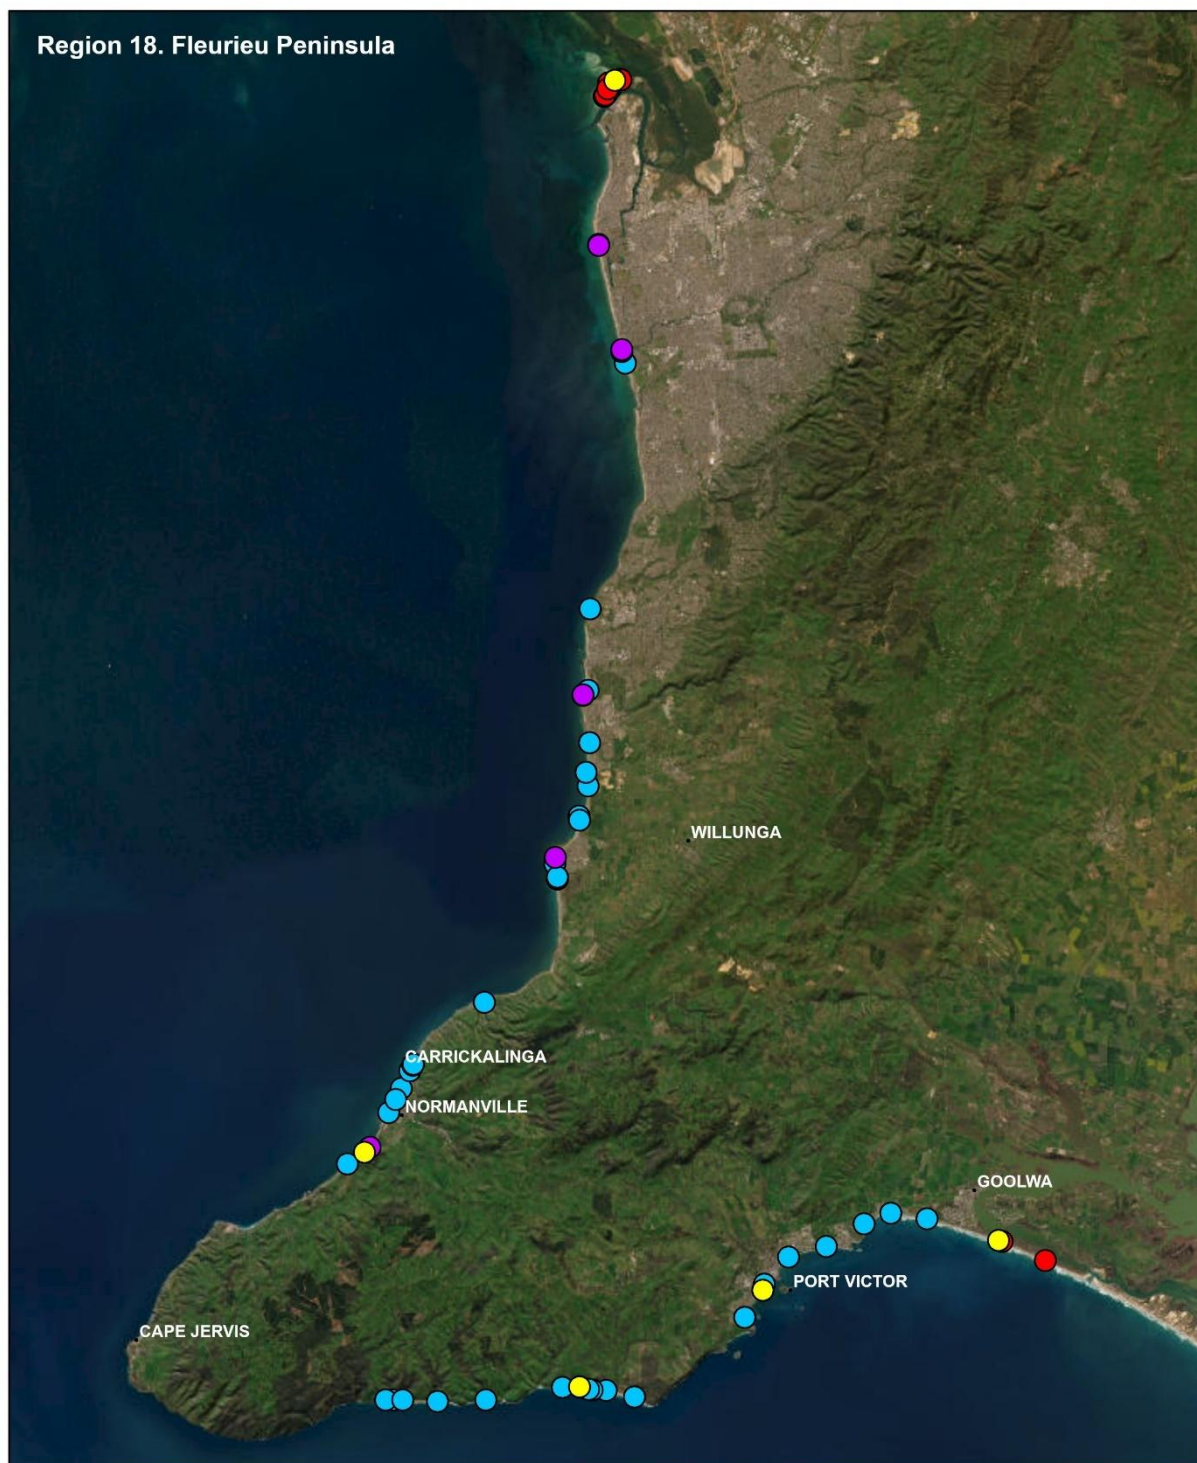 Region 18. Fleurieu Peninsula
WILLUNGA
CARRICKALINGA
NORMANVILLE
GOOLWA
PORT VICTOR
CAPE JERVIS